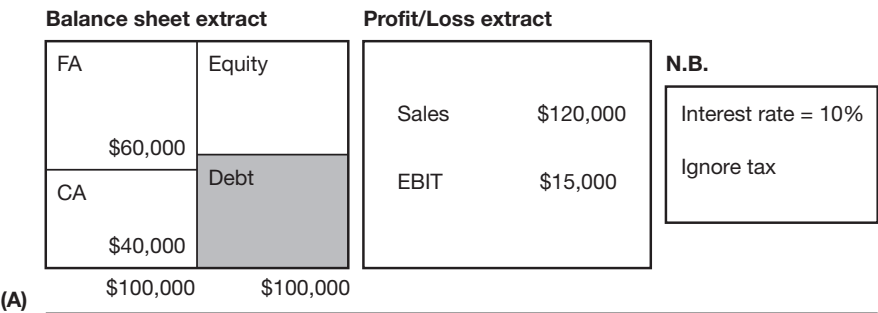 Balance sheet extract
Profit/Loss extract
FA
Equity
$60,000
CA
Debt
$40,000
$100,000 $100,000
Sales $120,000
EBIT $15,000
N.B.
Interest rate = 10%
Ignore tax
(A)